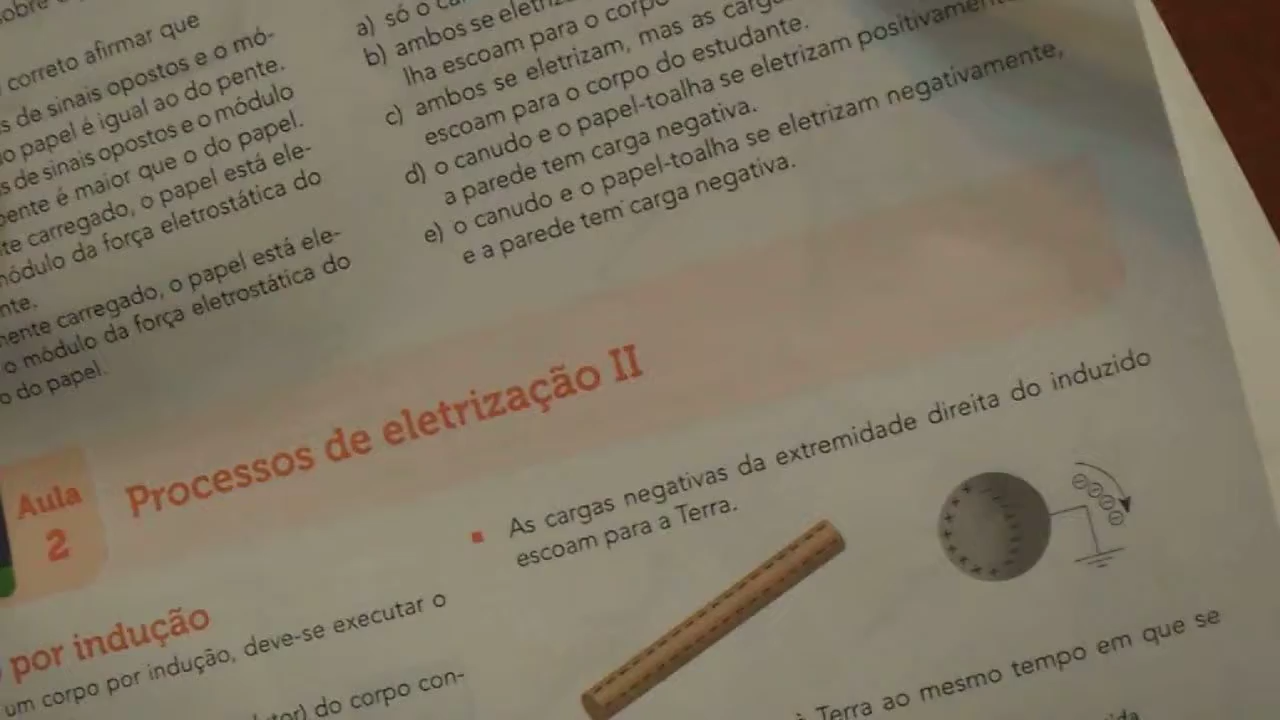 correto afirmar que
s de sinais opostos e o mó-
o papel é igual ao do pente.
s de sinais opostos e o módulo
pente é maior que o do papel.
te carregado, o papel está ele-
módulo da força eletrostática do
nte.
mente carregado, o papel está ele-
o módulo da força eletrostática do
o do papel.
a) só o
b) ambos se
lha escoam para o corpo
c) ambos se eletrizam, mas as
escoam para o corpo do estudante.
d) o canudo e o papel-toalha se eletrizam
a parede tem carga negativa.
e) o canudo e o papel-toalha se eletrizam negativamente,
e a parede tem carga negativa.
Aula
2
Processos de eletrização II
por indução
um corpo por indução, deve-se executar o
do corpo con-
As cargas negativas da extremidade direita do induzido
escoam para a Terra.
Terra ao mesmo tempo em que se